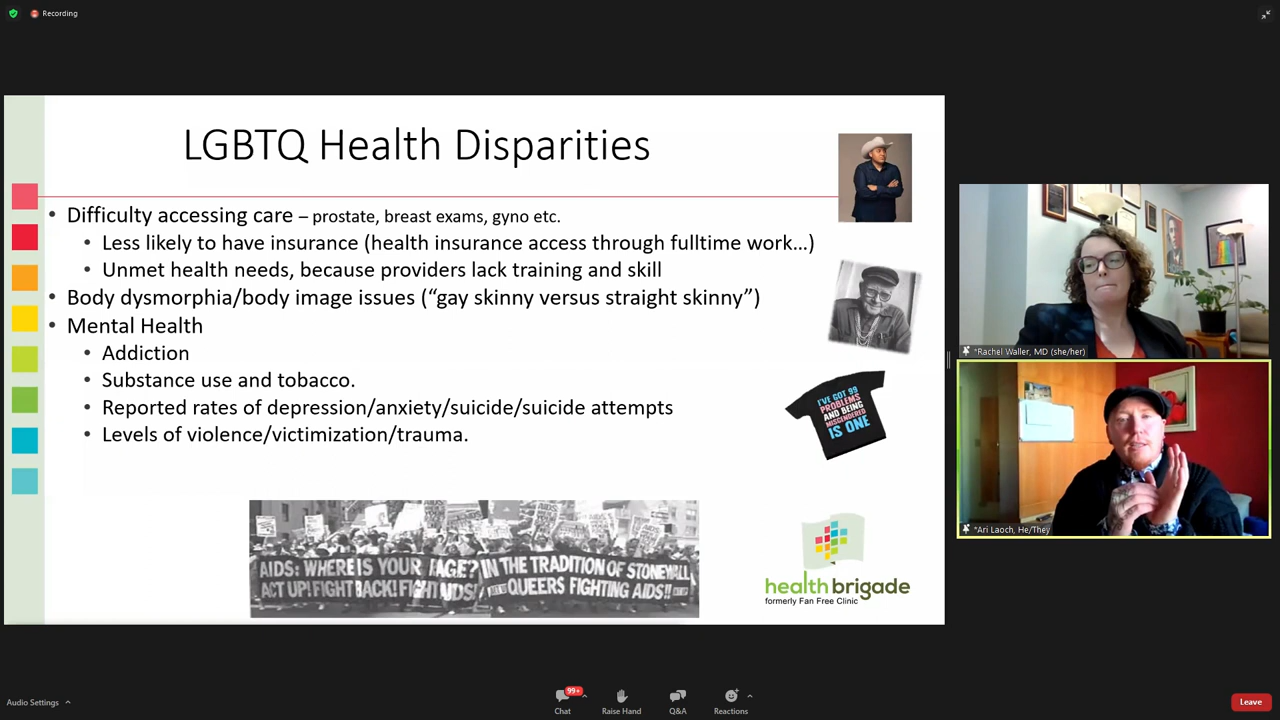 Recording
LGBTQ Health Disparities
• Difficulty accessing care – prostate, breast exams, gyno etc.
• Less likely to have insurance (health insurance access through fulltime work...)
• Unmet health needs, because providers lack training and skill
• Body dysmorphia/body image issues (“gay skinny versus straight skinny”)
• Mental Health
• Addiction
• Substance use and tobacco.
• Reported rates of depression/anxiety/suicide/suicide attempts
• Levels of violence/victimization/trauma.
I'VE GOT 99
PROBLEMS
AND BEING
MISGENDERED
IS ONE
AIDS: WHERE IS YOUR RAGE?
ACT UP! FIGHT BACK! FIGHT AIDS!
IN THE TRADITION OF STONEWALL
QUEERS FIGHTING AIDS!!
health brigade
formerly Fan Free Clinic
*Rachel Waller, MD (she/her)
*Ari Laoch, He/They
Audio Settings
99+
Chat
Raise Hand
Q&A
Reactions
Leave